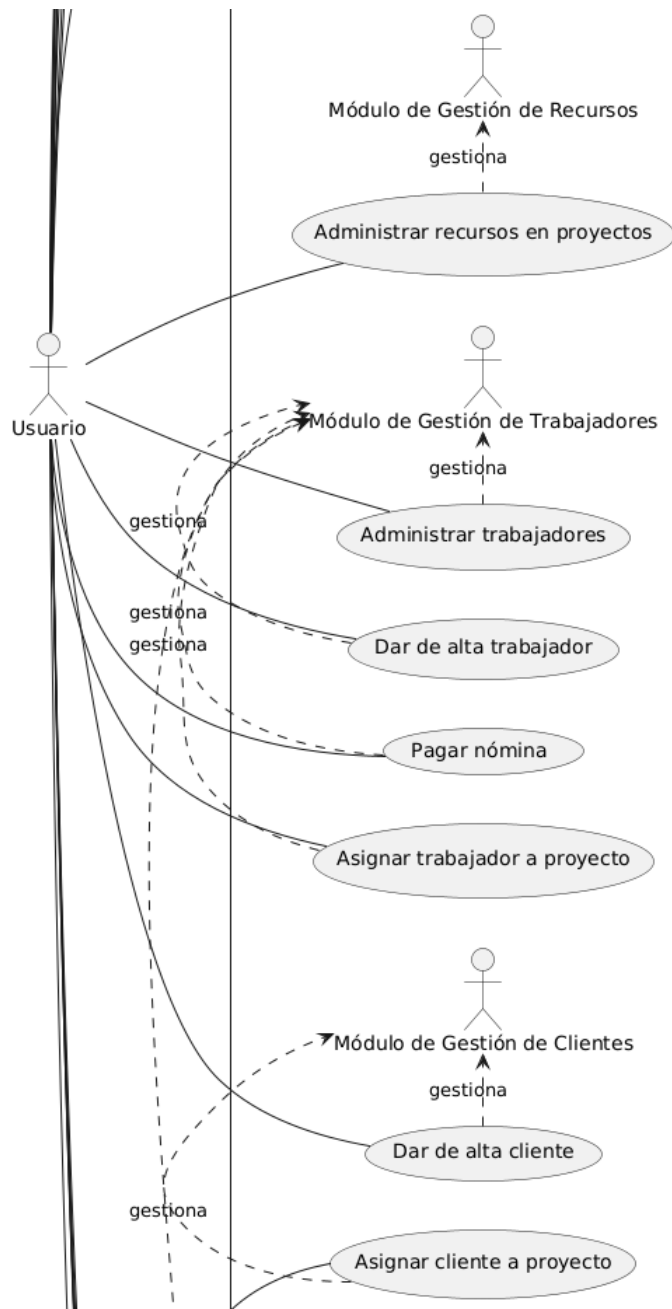 Módulo de Gestión de Recursos
gestiona
Administrar recursos en proyectos
Usuario
Módulo de Gestión de Trabajadores
gestiona
Administrar trabajadores
gestiona
gestiona
gestiona
Dar de alta trabajador
Pagar nómina
Asignar trabajador a proyecto
Módulo de Gestión de Clientes
gestiona
Dar de alta cliente
gestiona
Asignar cliente a proyecto